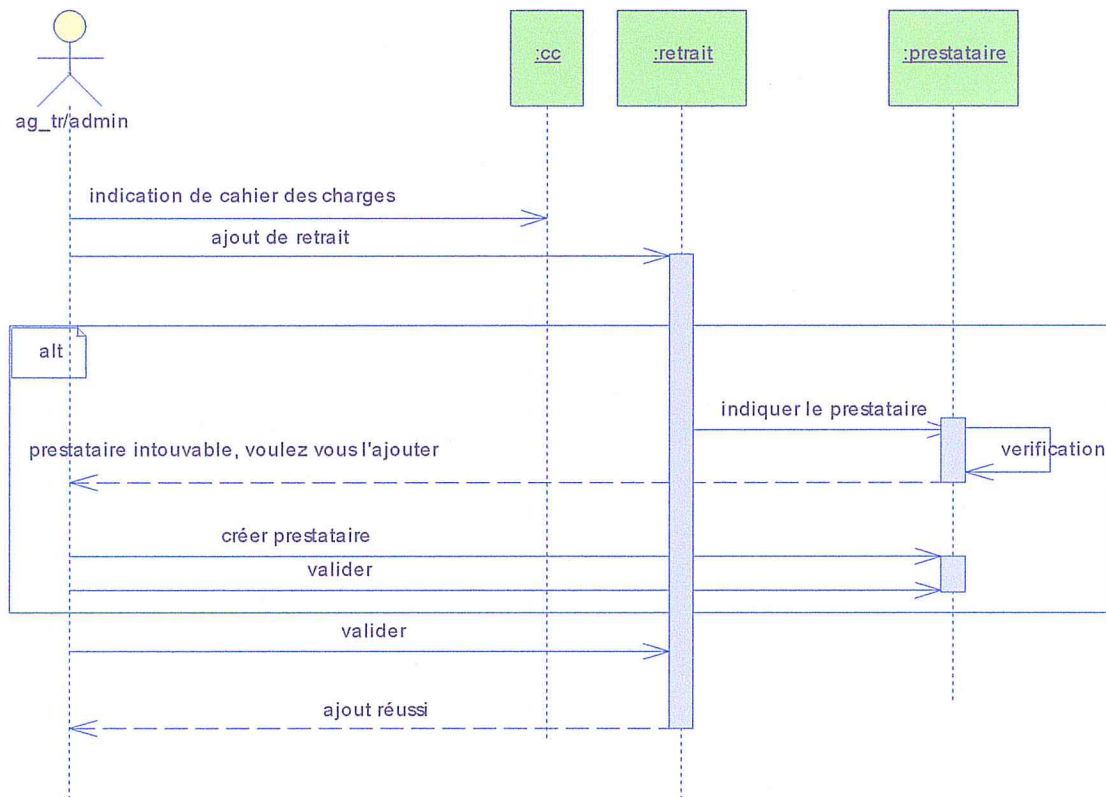 :cc
:retrait
:prestataire
ag_tr/admin
indication de cahier des charges
ajout de retrait
alt
indiquer le prestataire
prestataire intouvable, voulez vous l'ajouter
verification
créer prestataire
valider
valider
ajout réussi